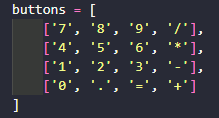 buttons = [
    ['7', '8', '9', '/'],
    ['4', '5', '6', '*'],
    ['1', '2', '3', '-'],
    ['0', '.', '=', '+']
]